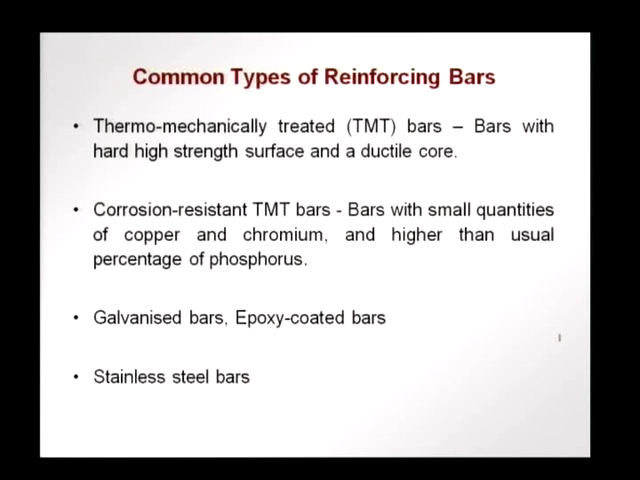 Common Types of Reinforcing Bars
• Thermo-mechanically treated (TMT) bars – Bars with
hard high strength surface and a ductile core.
• Corrosion-resistant TMT bars - Bars with small quantities
of copper and chromium, and higher than usual
percentage of phosphorus.
• Galvanised bars, Epoxy-coated bars
• Stainless steel bars